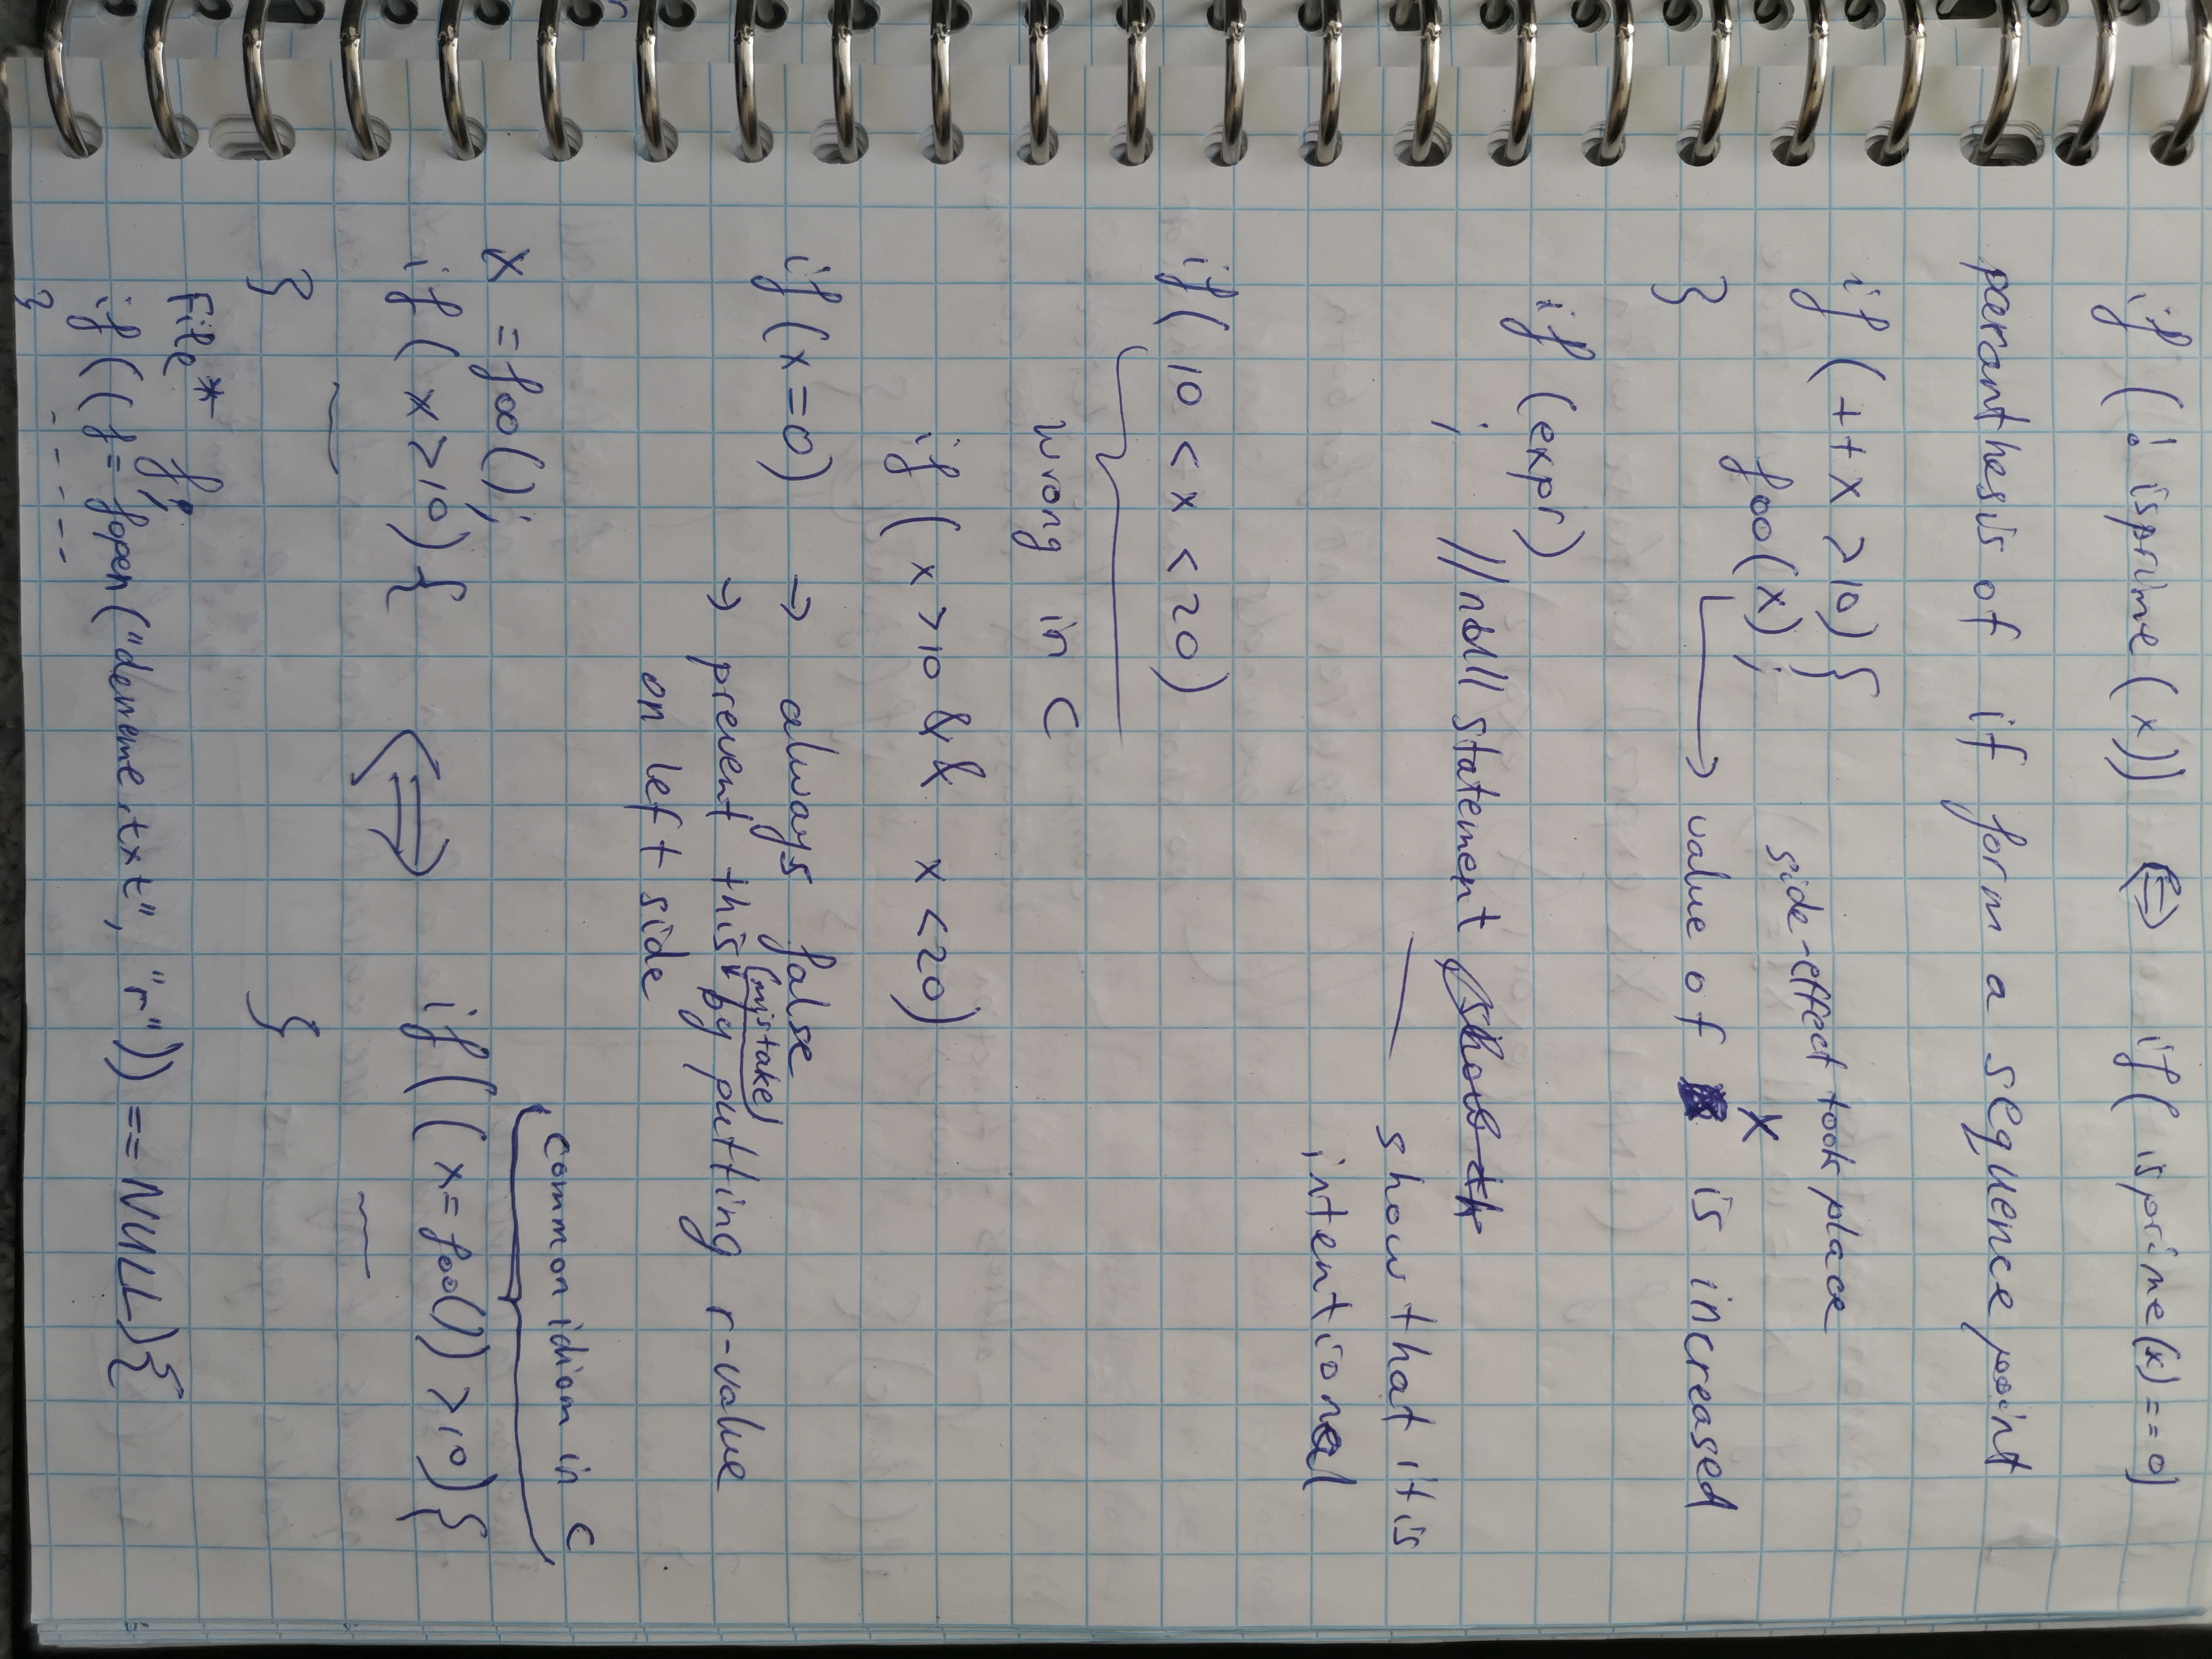 if (! isprime (x)) ⇔ if( isprime(x) == 0)
paranthesis of if form a sequence point
if (++x >10) {
side-effect took place
foo(x) ;
x
} value of is increased
if (expr)
; //null statement
show that it is
intentional
if( 10 < x < 20)
wrong in C
if ( x >10 && x <20)
if (x=0) → always false
(mistake)
→ prevent this by putting r-value
on left side
common idiom in C
x = foo();
if( x >10) { ⇔ if( ( x= foo()) >10) {
} }
File* f;
if(( f= fopen("deneme.txt", "r")) == NULL) {
- - - - -
}